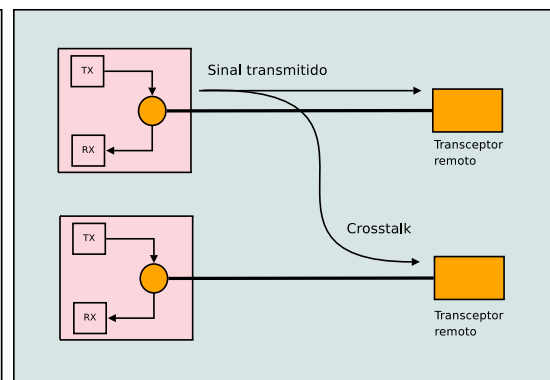 TX
Sinal transmitido
RX
Transceptor
remoto
Crosstalk
TX
RX
Transceptor
remoto